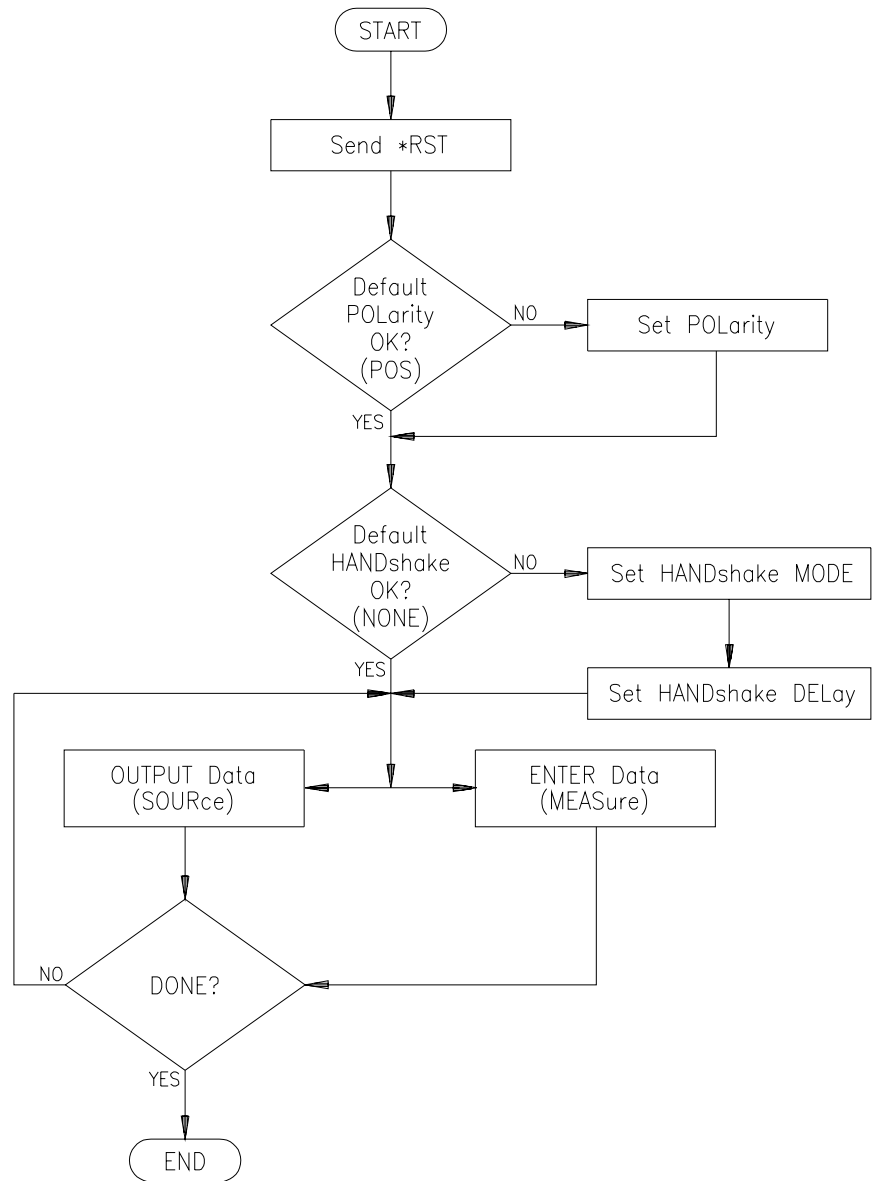 START
Send *RST
Default
POLarity
OK?
(POS)
NO
Set POLarity
YES
Default
HANDshake
OK?
(NONE)
NO
Set HANDshake MODE
YES
Set HANDshake DELay
OUTPUT Data
(SOURce)
ENTER Data
(MEASure)
NO
DONE?
YES
END